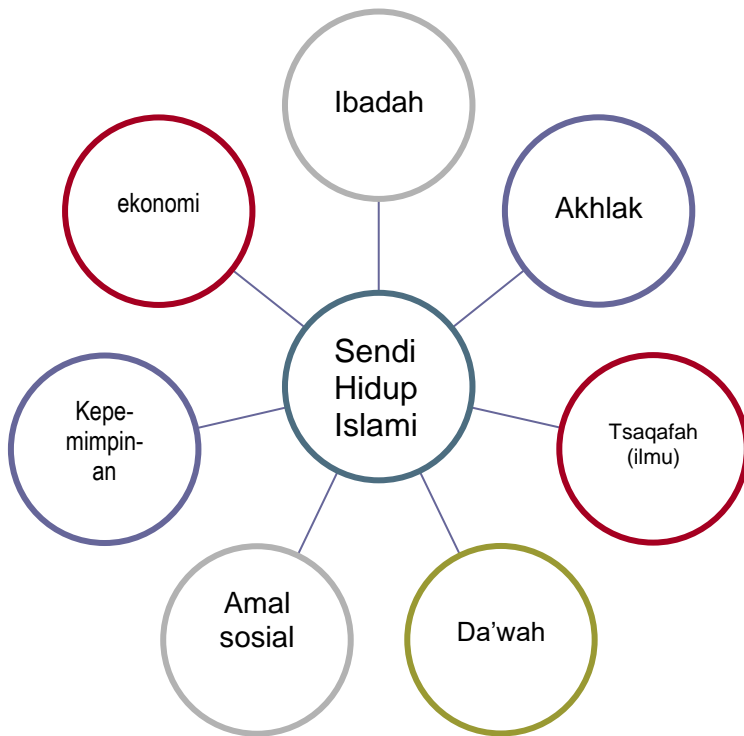 Ibadah
Akhlak
Tsaqafah
(ilmu)
Da’wah
Amal
sosial
Kepe-
mimpin-
an
ekonomi
Sendi
Hidup
Islami